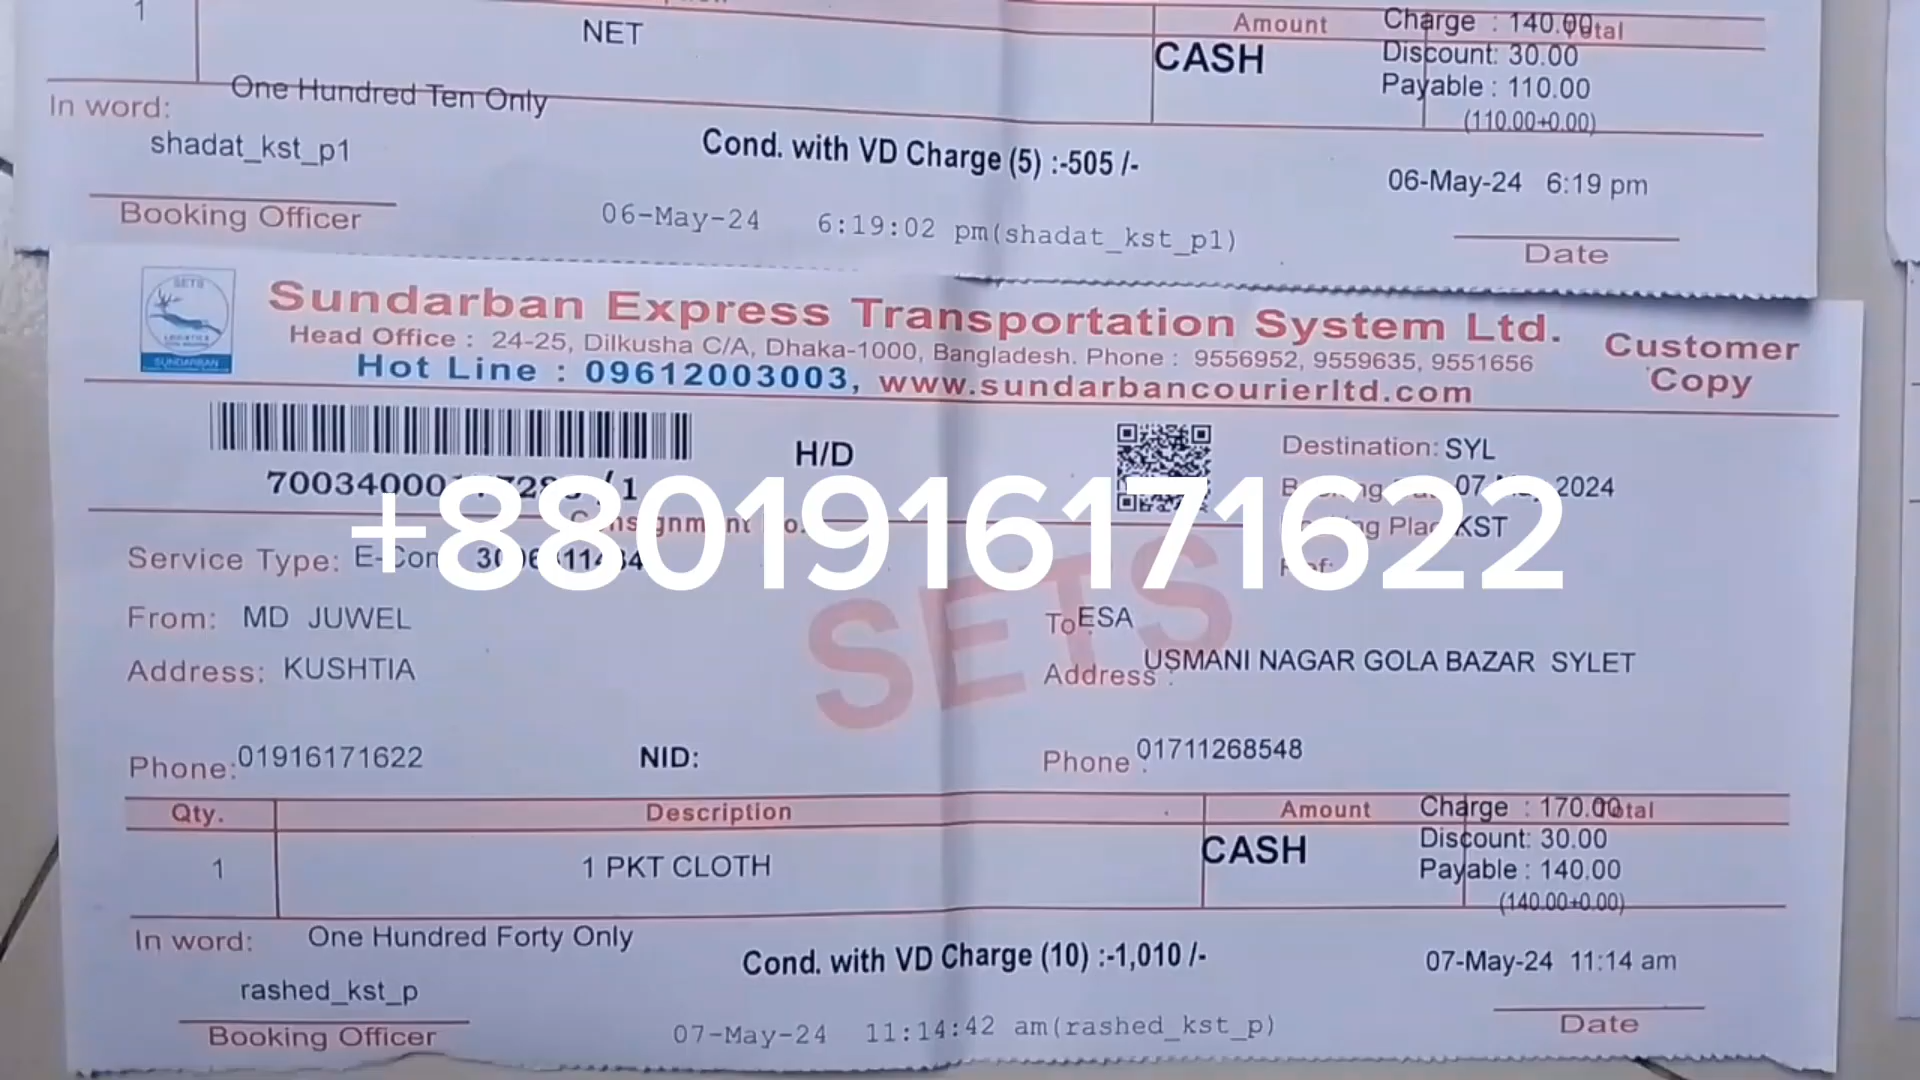 1 NET Amount Charge : 140.00 Total
CASH Discount: 30.00
Payable : 110.00
(110.00+0.00)
In word: One Hundred Ten Only
shadat_kst_p1 Cond. with VD Charge (5) :-505 /-
06-May-24 6:19 pm
Booking Officer 06-May-24 6:19:02 pm(shadat_kst_p1)
Date
SETS
SUNDARBAN
Sundarban Express Transportation System Ltd.
Head Office : 24-25, Dilkusha C/A, Dhaka-1000, Bangladesh. Phone : 9556952, 9559635, 9551656
Hot Line : 09612003003, www.sundarbancourierltd.com
Customer
Copy
H/D
Destination: SYL
07 2024
KST
+8801916171622
Service Type:
SETS
From: MD JUWEL
To ESA
Address: KUSHTIA
Address : USMANI NAGAR GOLA BAZAR SYLET
Phone: 01916171622 NID: Phone : 01711268548
Qty. Description Amount Charge : 170.00 Total
1 1 PKT CLOTH CASH Discount: 30.00
Payable : 140.00
(140.00+0.00)
In word: One Hundred Forty Only
Cond. with VD Charge (10) :-1,010 /-
07-May-24 11:14 am
rashed_kst_p
Booking Officer 07-May-24 11:14:42 am(rashed_kst_p)
Date